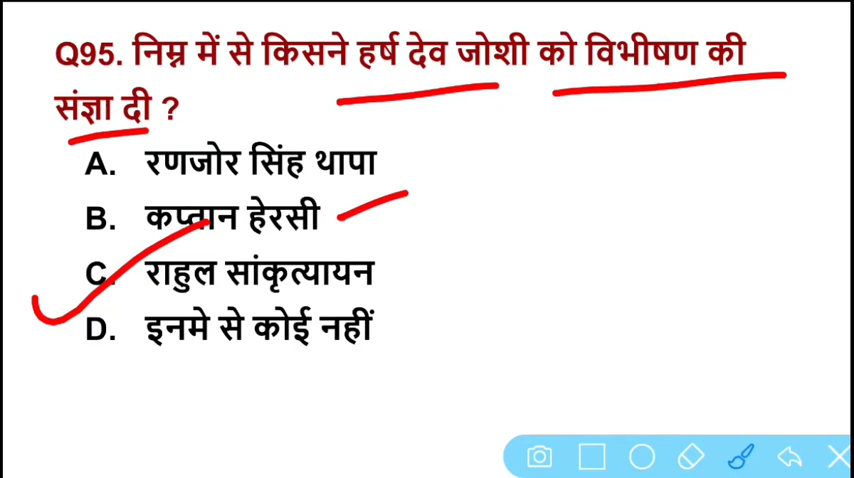 Q95. निम्न में से किसने हर्ष देव जोशी को विभीषण की
संज्ञा दी ?
A. रणजोर सिंह थापा
B. कप्तान हेरसी
C. राहुल सांकृत्यायन
D. इनमे से कोई नहीं